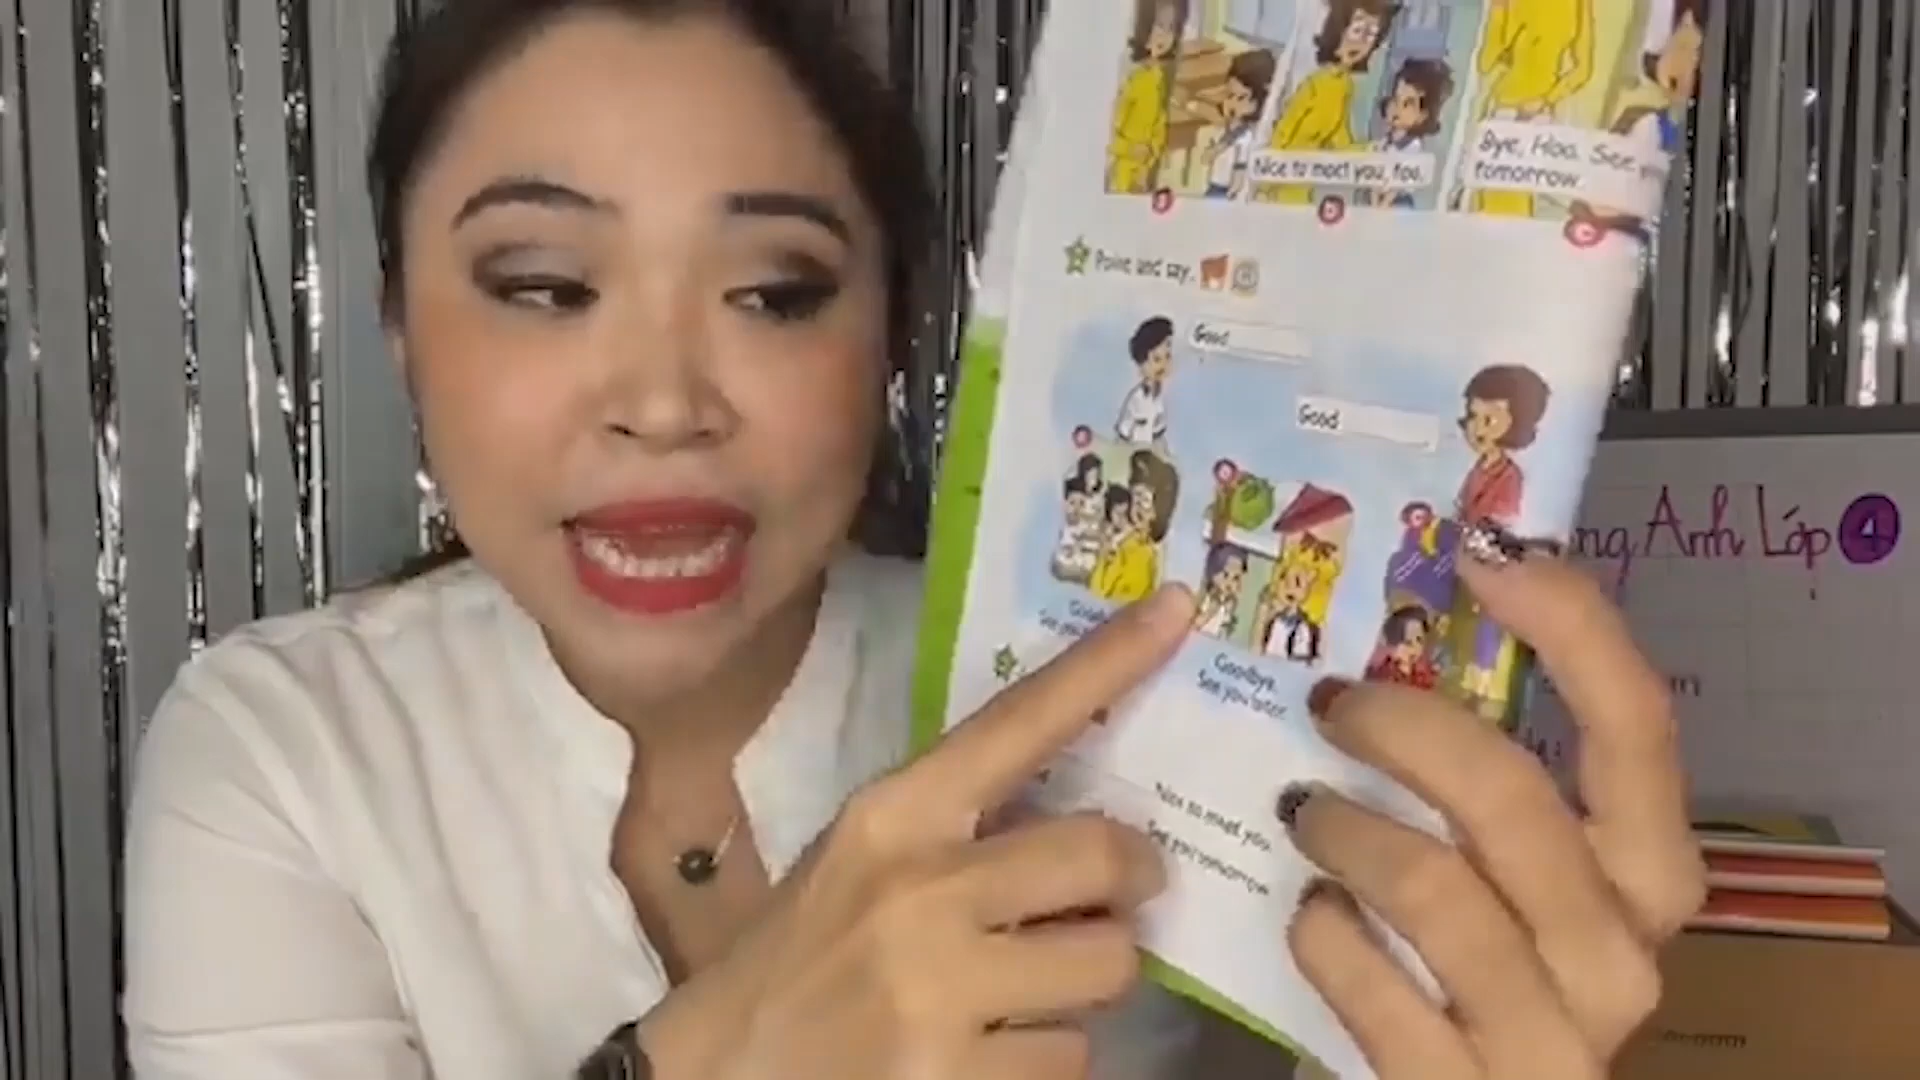 Nice to meet you, too.
Bye, Hoa. See you
tomorrow.
b
c
Point and say.
Good
Good
Goodbye.
See you later.
Nice to meet you.
See you tomorrow.
Anh Lớp 4